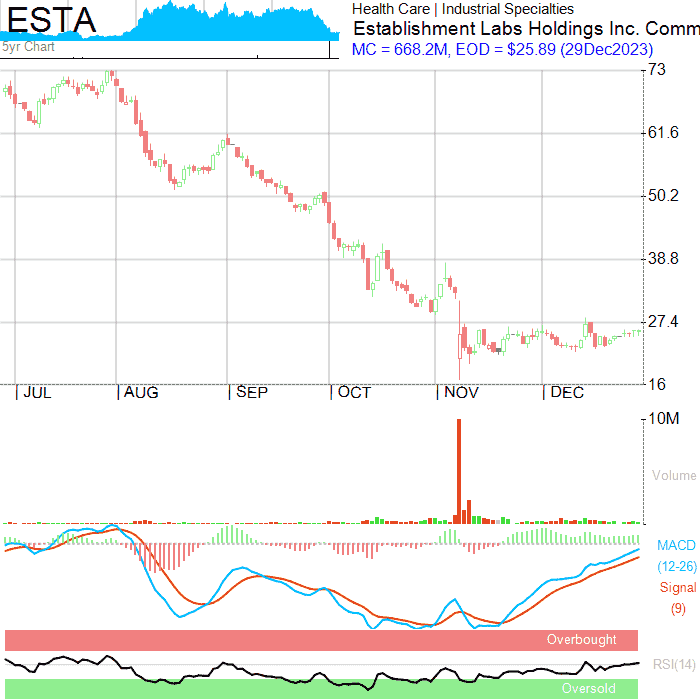 ESTA
5yr Chart
Health Care | Industrial Specialties
Establishment Labs Holdings Inc. Comm
MC = 668.2M, EOD = $25.89 (29Dec2023)
73
61.6
50.2
38.8
27.4
16
JUL AUG SEP OCT NOV DEC
10M
Volume
MACD
(12-26)
Signal
(9)
Overbought
RSI(14)
Oversold